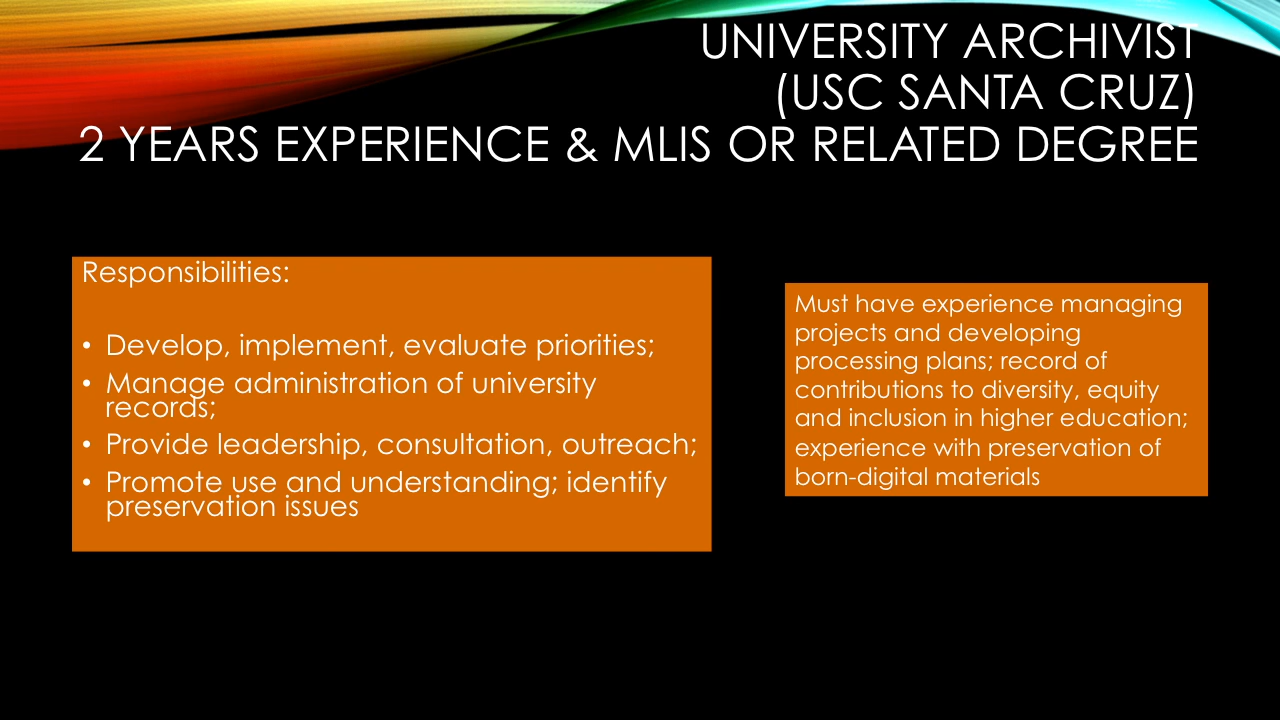 UNIVERSITY ARCHIVIST
(USC SANTA CRUZ)
2 YEARS EXPERIENCE & MLIS OR RELATED DEGREE
Responsibilities:
• Develop, implement, evaluate priorities;
• Manage administration of university
records;
• Provide leadership, consultation, outreach;
• Promote use and understanding; identify
preservation issues
Must have experience managing
projects and developing
processing plans; record of
contributions to diversity, equity
and inclusion in higher education;
experience with preservation of
born-digital materials